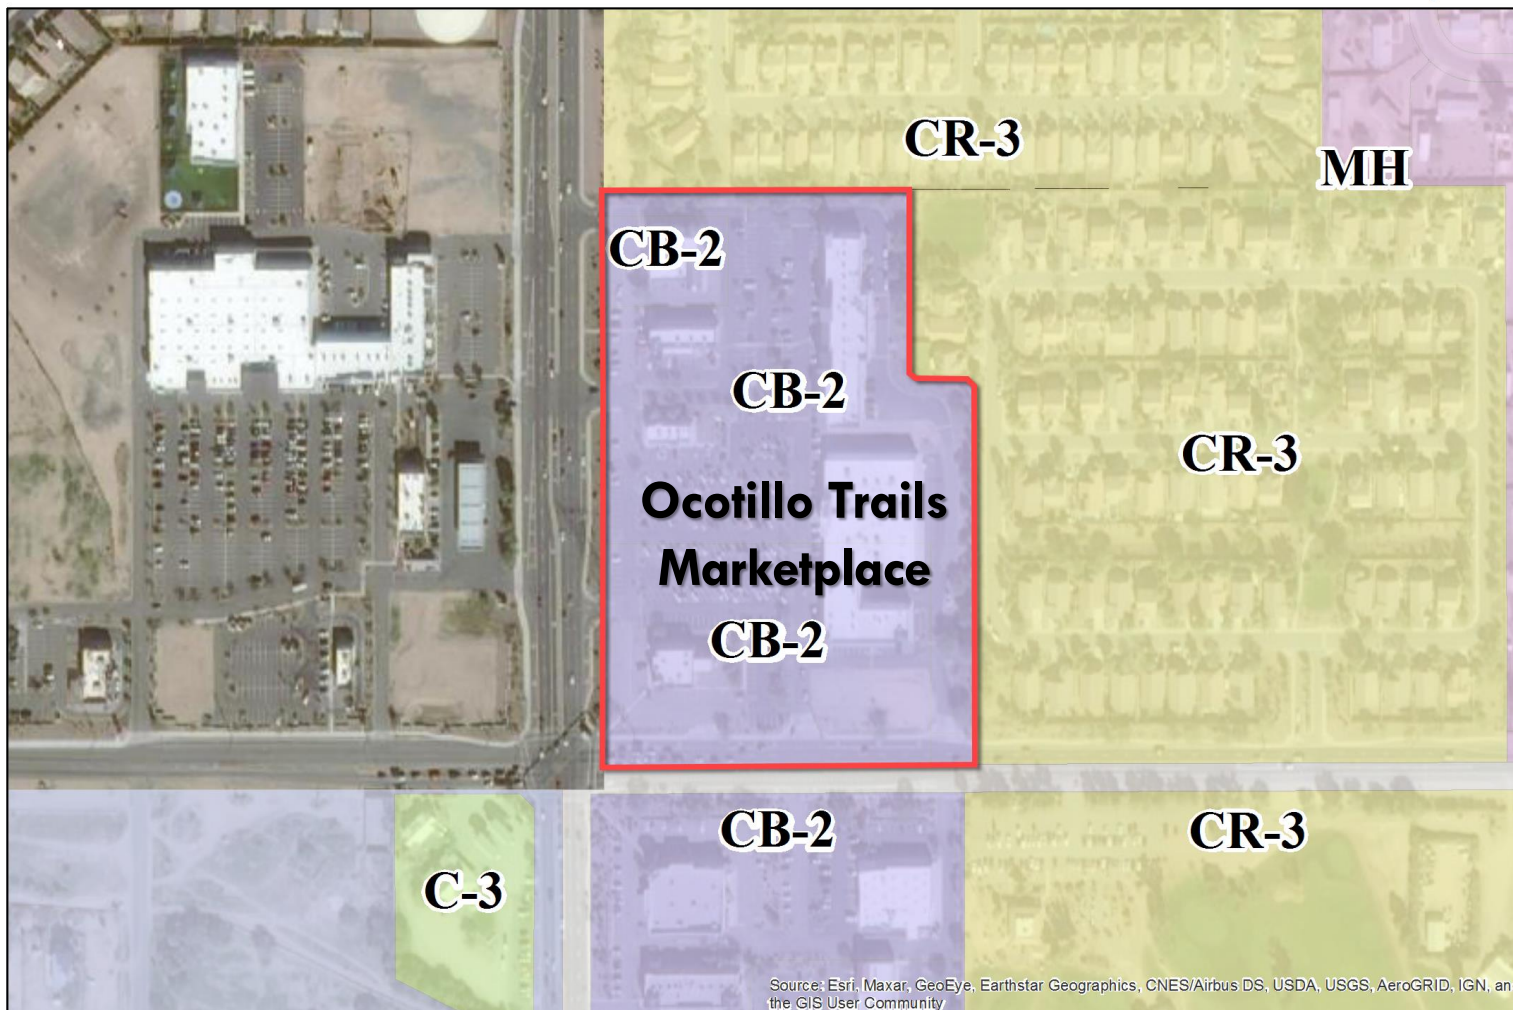 CR-3
MH
CB-2
CB-2
CR-3
Ocotillo Trails
Marketplace
CB-2
CB-2
CR-3
C-3
Source: Esri, Maxar, GeoEye, Earthstar Geographics, CNES/Airbus DS, USDA, USGS, AeroGRID, IGN, an
the GIS User Community